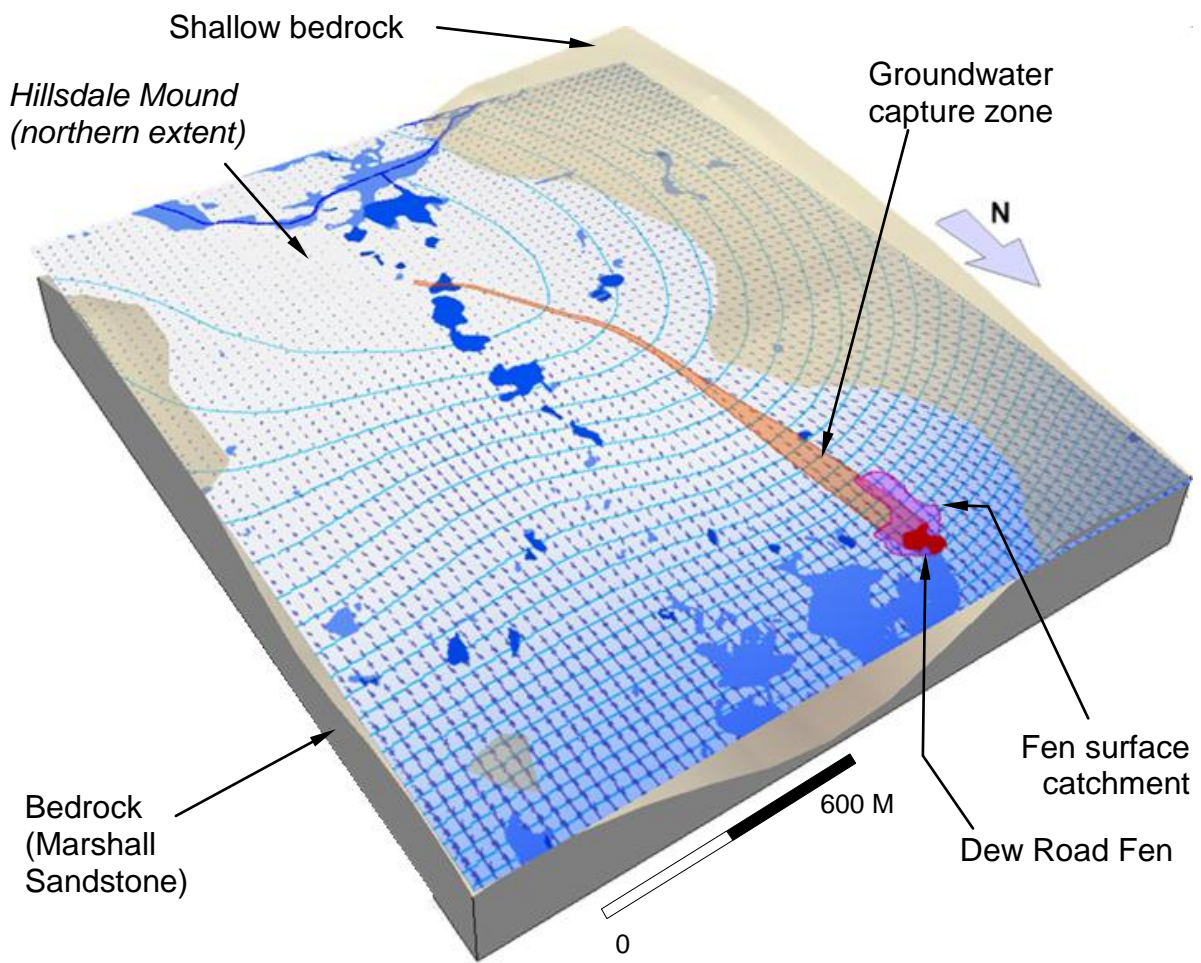 Shallow bedrock
Hillsdale Mound
(northern extent)
Groundwater
capture zone
N
Bedrock
(Marshall
Sandstone)
600 M
0
Fen surface
catchment
Dew Road Fen